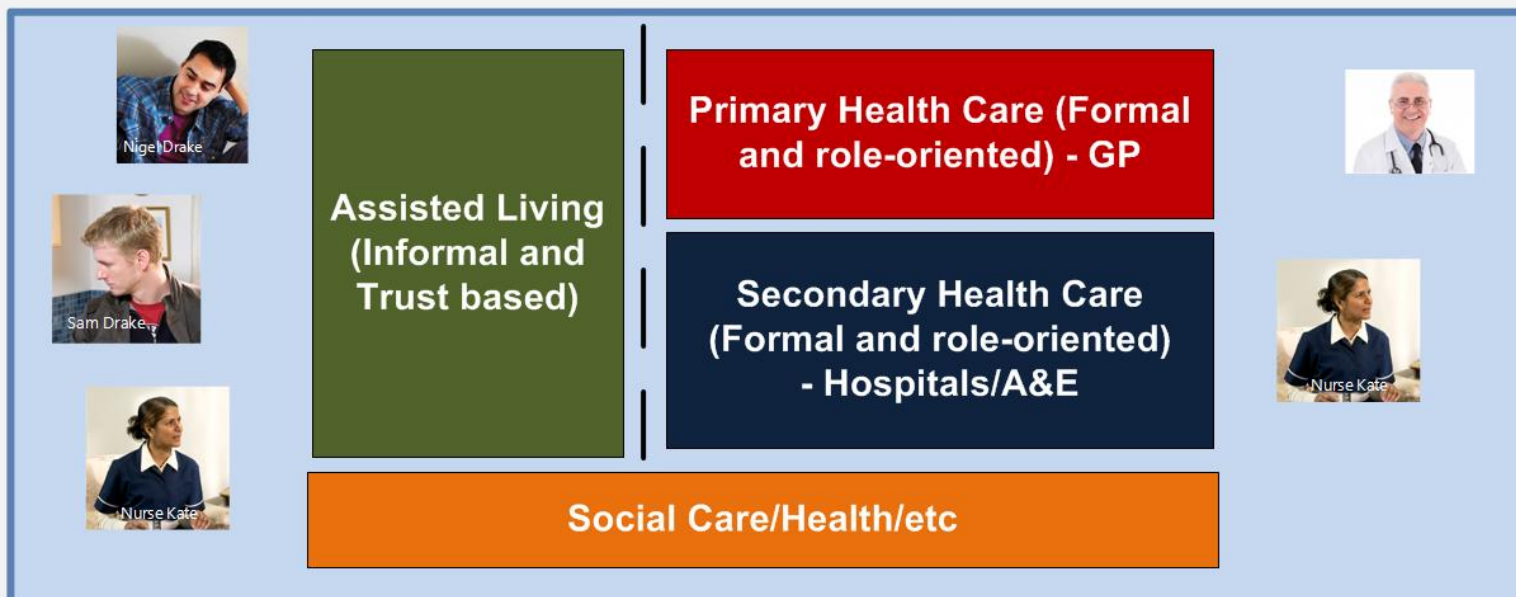 Nigel Drake
Sam Drake
Nurse Kate
Assisted Living
(Informal and
Trust based)
Primary Health Care (Formal
and role-oriented) - GP
Secondary Health Care
(Formal and role-oriented)
- Hospitals/A&E
Nurse Kate
Social Care/Health/etc